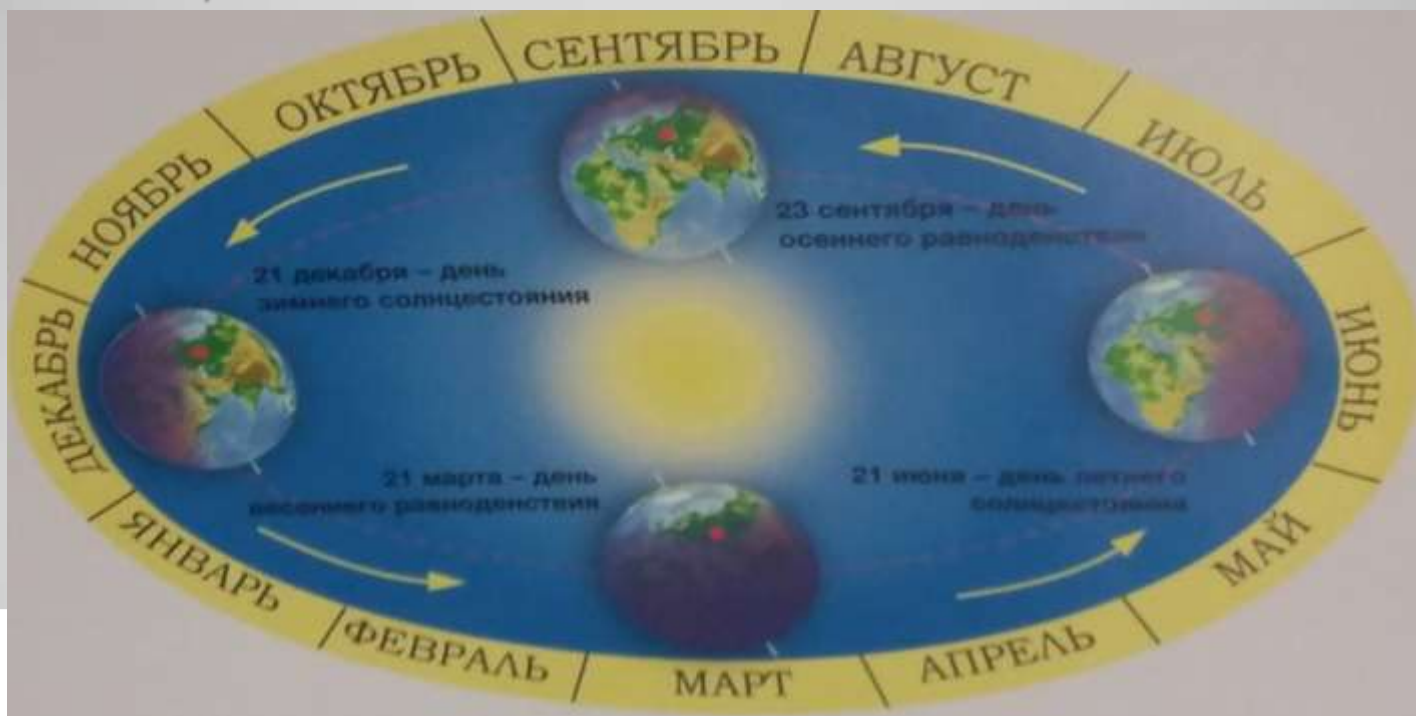 СЕНТЯБРЬ
АВГУСТ
ИЮЛЬ
ИЮНЬ
МАЙ
АПРЕЛЬ
МАРТ
ФЕВРАЛЬ
ЯНВАРЬ
ДЕКАБРЬ
НОЯБРЬ
ОКТЯБРЬ
23 сентября – день
осеннего равноденствия
21 декабря – день
зимнего солнцестояния
21 марта – день
весеннего равноденствия
21 июня – день летнего
солнцестояния